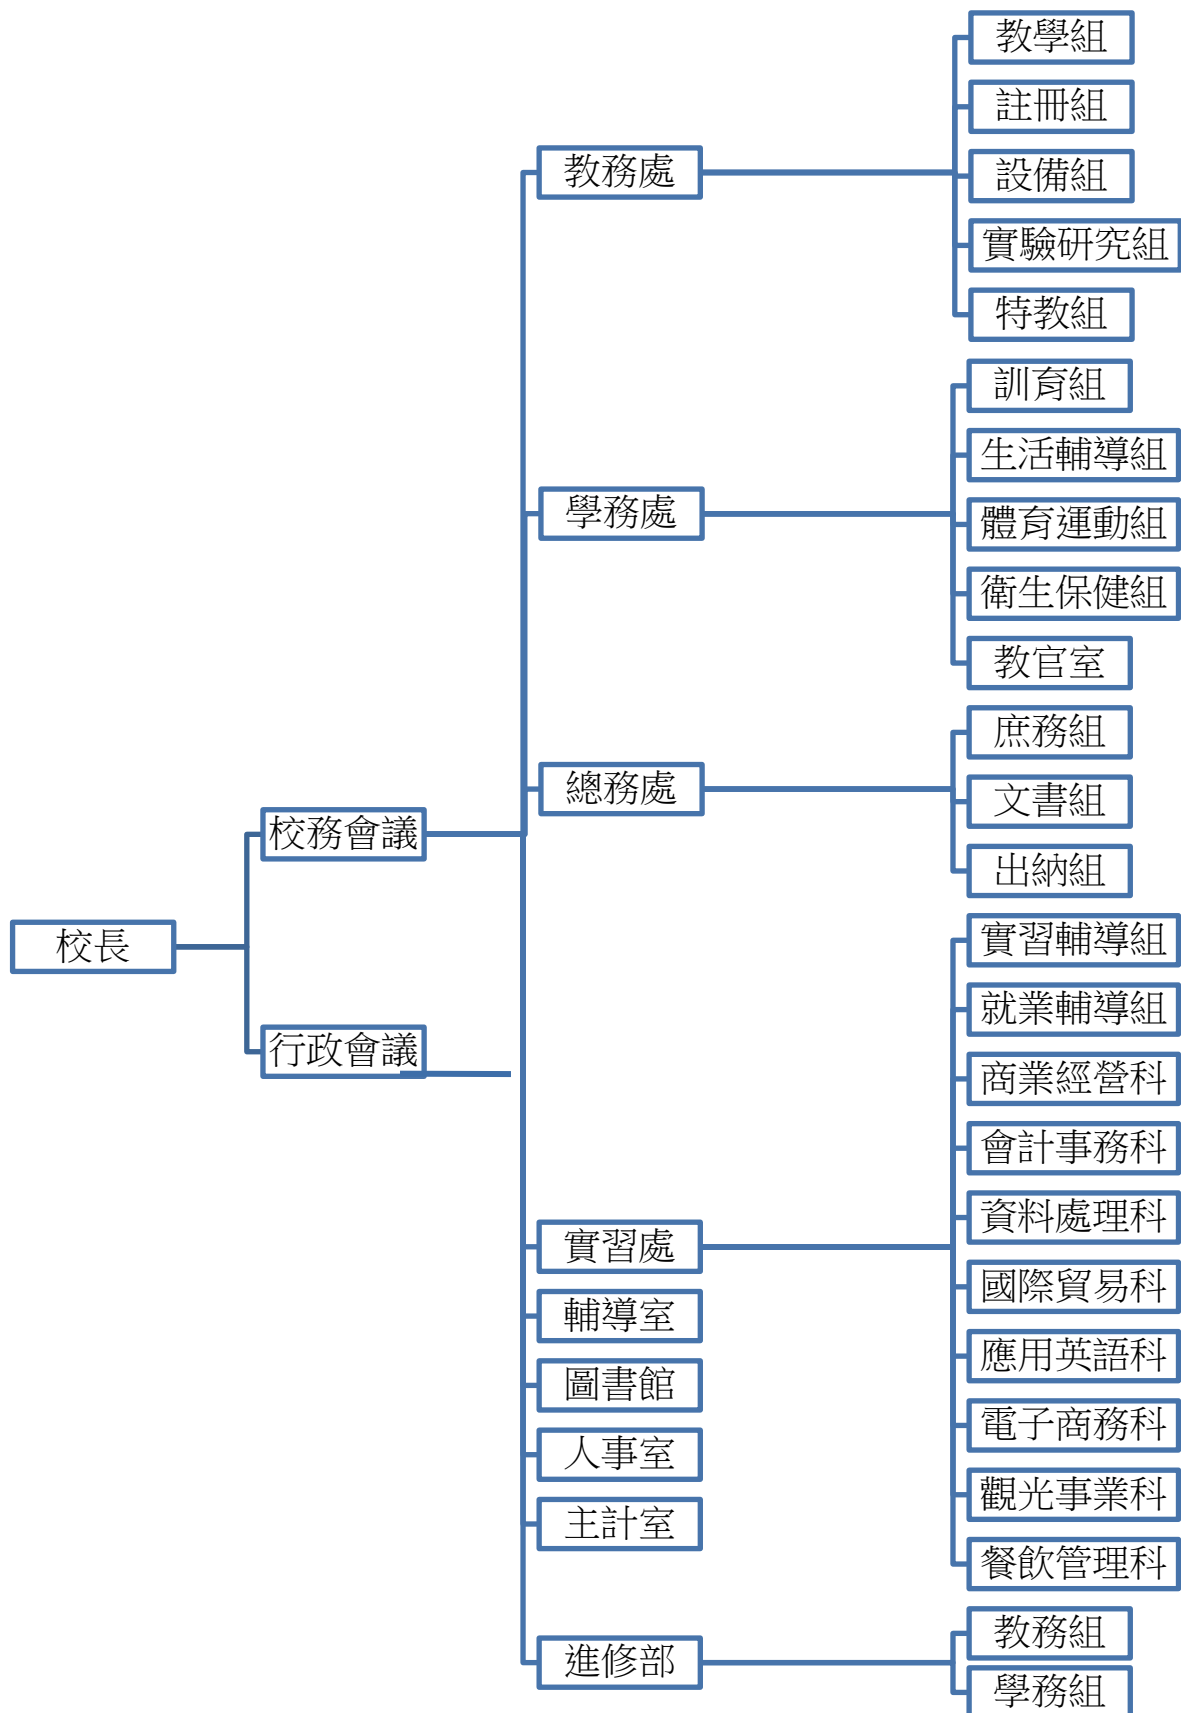 校長
校務會議
行政會議
教務處
教學組
註冊組
設備組
實驗研究組
特教組
學務處
訓育組
生活輔導組
體育運動組
衛生保健組
教官室
總務處
庶務組
文書組
出納組
實習處
實習輔導組
就業輔導組
商業經營科
會計事務科
資料處理科
國際貿易科
應用英語科
電子商務科
觀光事業科
餐飲管理科
輔導室
圖書館
人事室
主計室
進修部
教務組
學務組